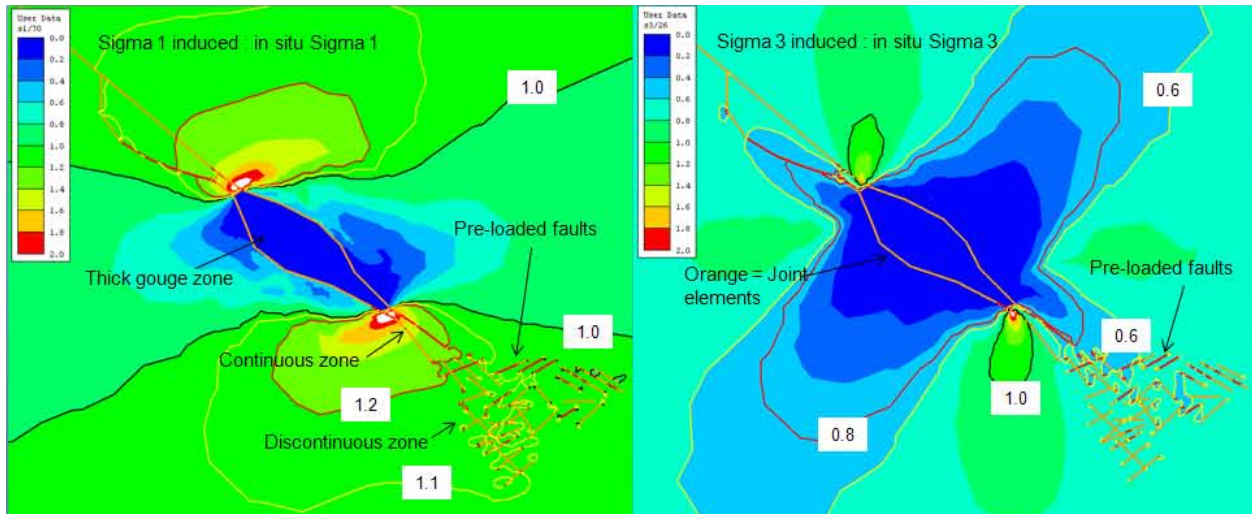 User Data
s1/70
0.0
0.2
0.4
0.6
0.8
1.0
1.2
1.4
1.6
1.8
2.0
Sigma 1 induced : in situ Sigma 1
1.0
Pre-loaded faults
Thick gouge zone
1.0
Continuous zone
1.2
Discontinuous zone
1.1
User Data
s3/26
0.0
0.2
0.4
0.6
0.8
1.0
1.2
1.4
1.6
1.8
2.0
Sigma 3 induced : in situ Sigma 3
0.6
Orange = Joint
elements
Pre-loaded faults
0.6
1.0
0.8